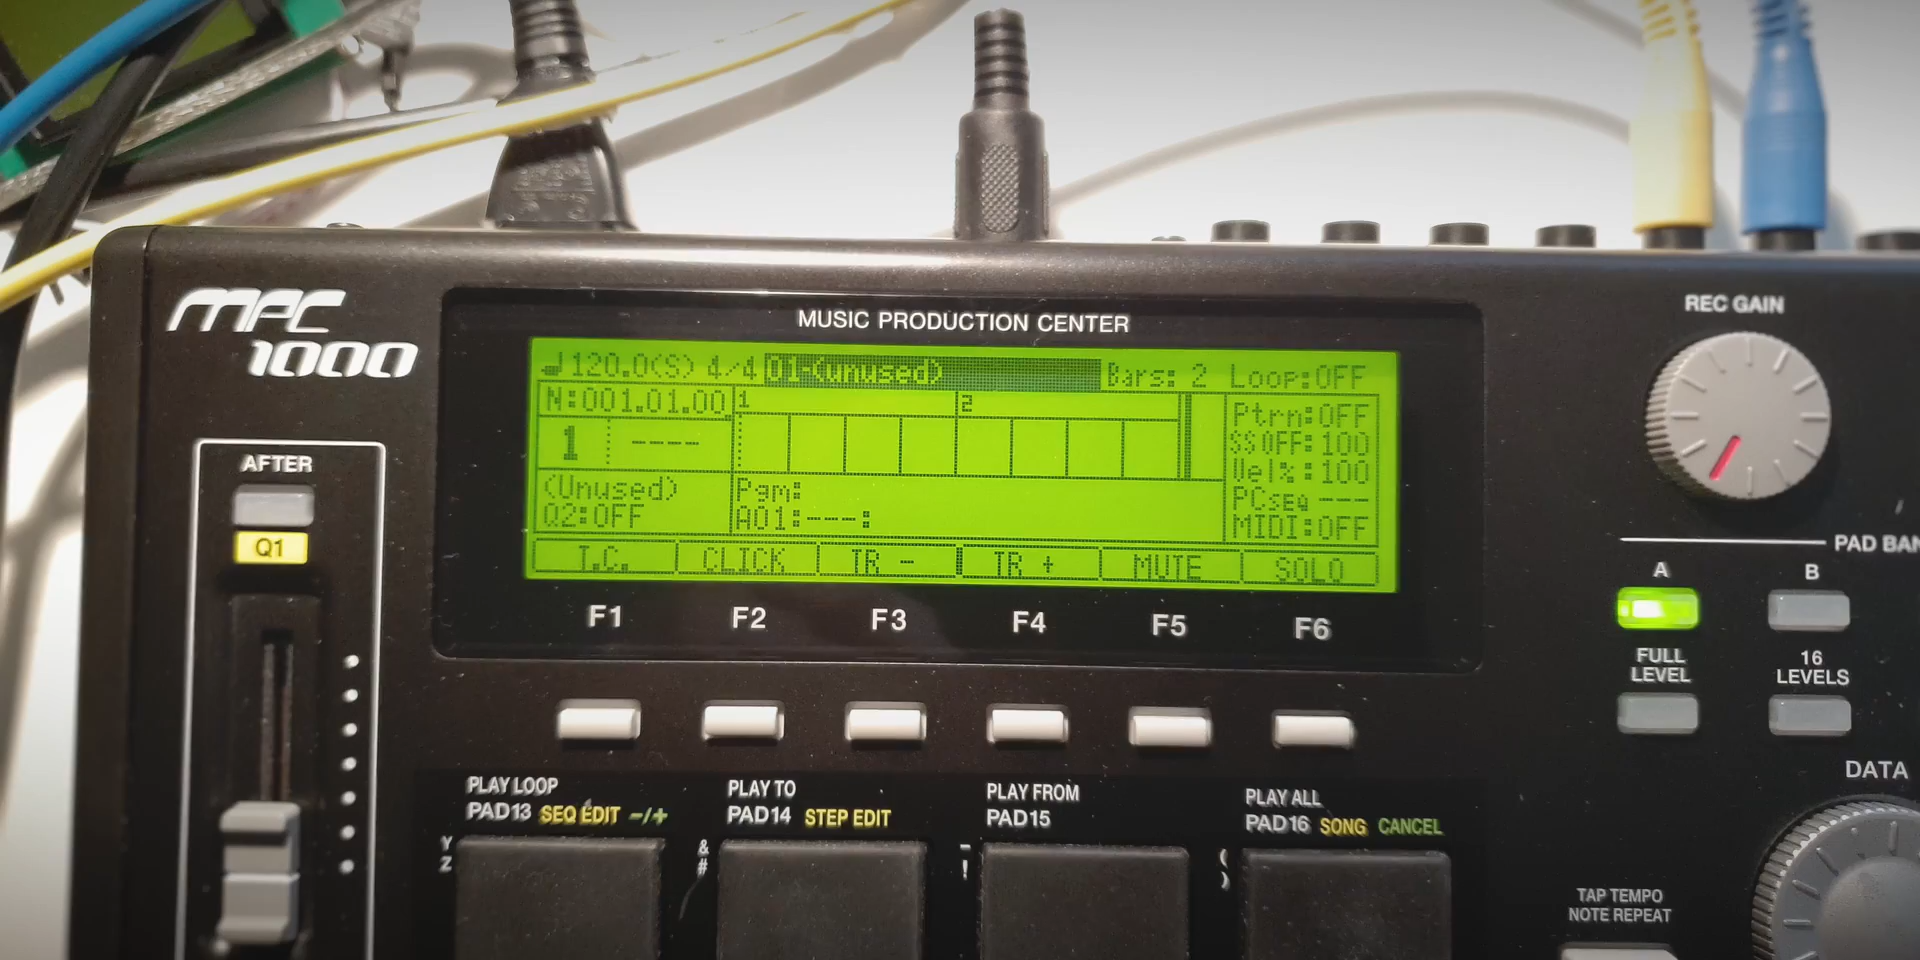 MPC
1000
MUSIC PRODUCTION CENTER
♩120.0(S) 4/4 01-(unused) Bars: 2 Loop:OFF
N:001.01.00 1 2
Ptrn:OFF
1 ----
SSOFF:100
Vel%:100
(Unused) Pgm: PCseq ---
Q2:OFF A01:---: MIDI:OFF
T.C. CLICK TR - TR + MUTE SOLO
F1 F2 F3 F4 F5 F6
AFTER
Q1
REC GAIN
PAD BAN
A B
FULL
LEVEL
16
LEVELS
DATA
PLAY LOOP
PAD13 SEQ EDIT -/+
PLAY TO
PAD14 STEP EDIT
PLAY FROM
PAD15
PLAY ALL
PAD16 SONG CANCEL
Y
Z
&
#
-
!
(
)
TAP TEMPO
NOTE REPEAT